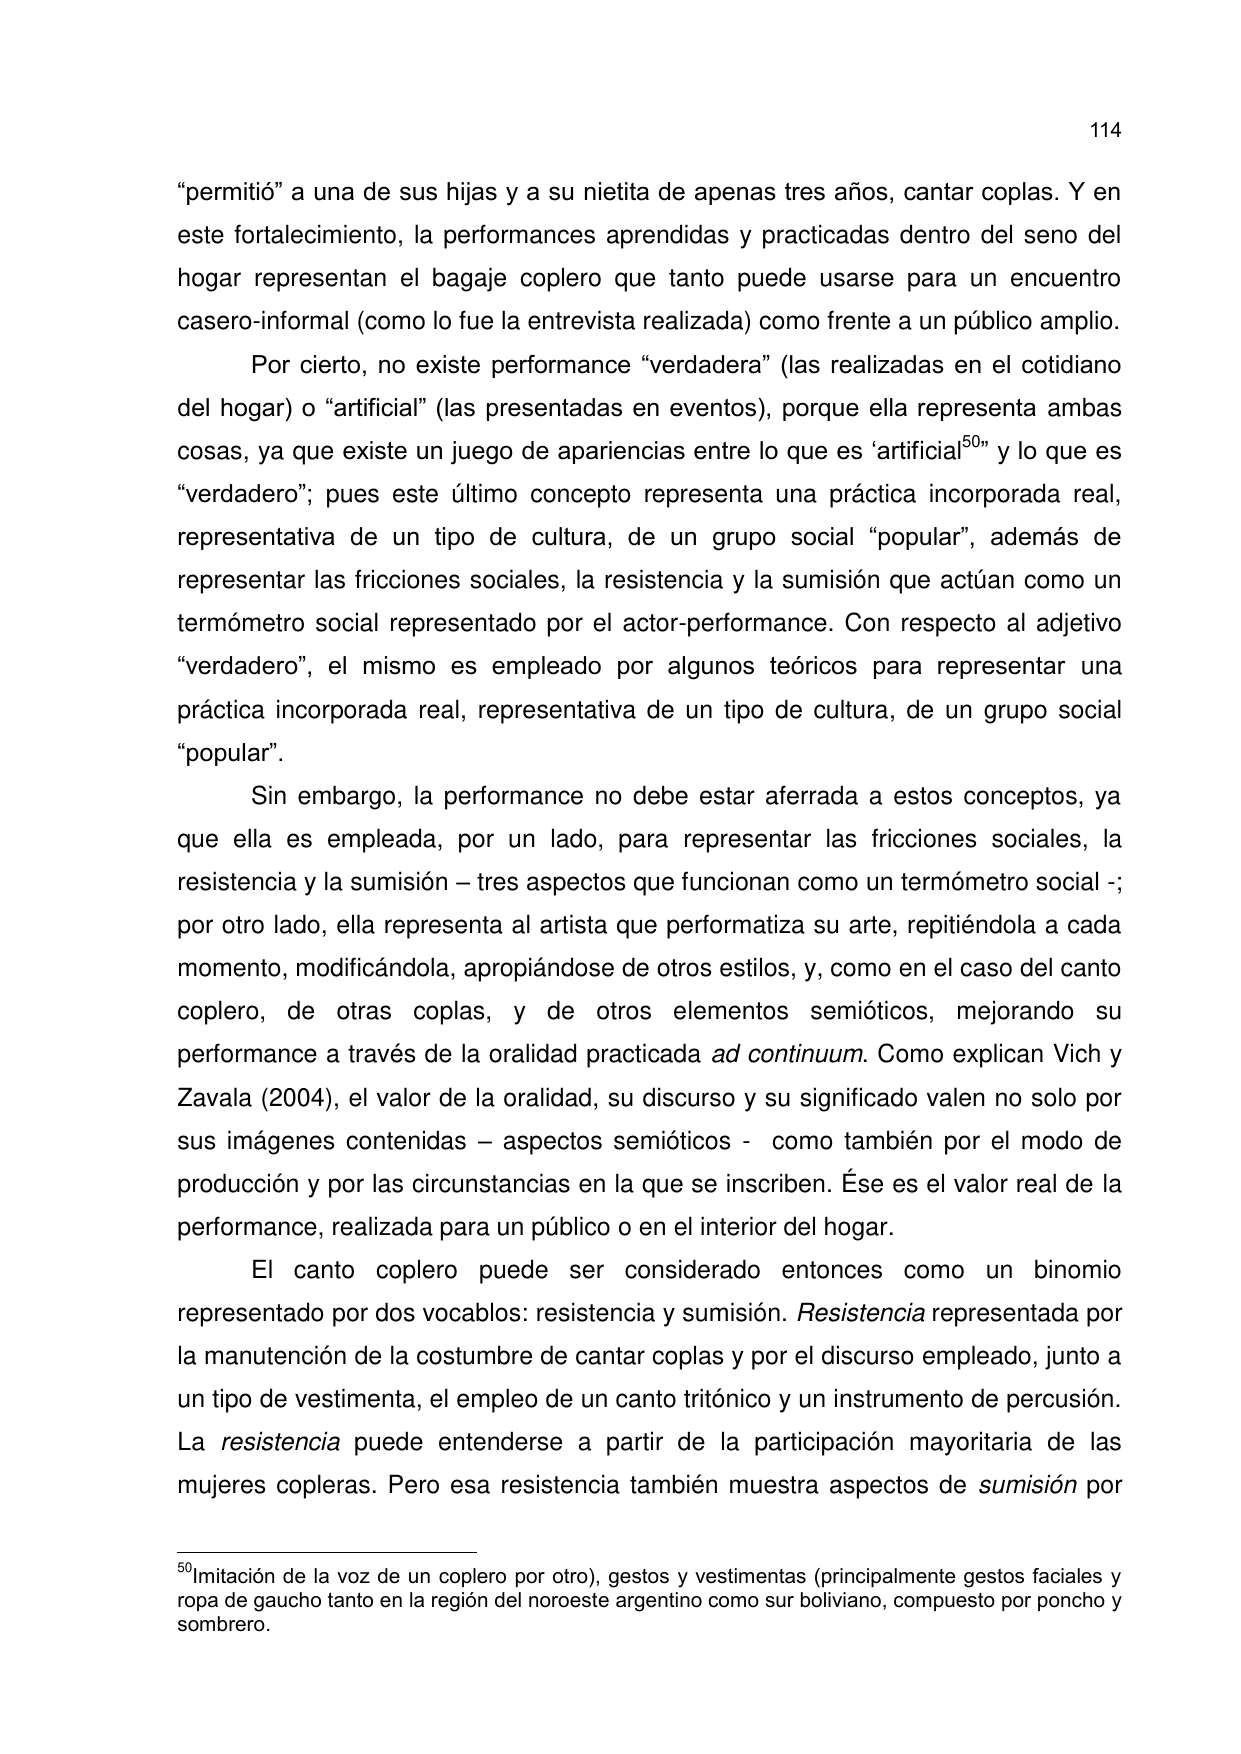 114
“permitió” a una de sus hijas y a su nietita de apenas tres años, cantar coplas. Y en
este fortalecimiento, la performances aprendidas y practicadas dentro del seno del
hogar representan el bagaje coplero que tanto puede usarse para un encuentro
casero-informal (como lo fue la entrevista realizada) como frente a un público amplio.
Por cierto, no existe performance “verdadera” (las realizadas en el cotidiano
del hogar) o “artificial” (las presentadas en eventos), porque ella representa ambas
cosas, ya que existe un juego de apariencias entre lo que es ‘artificial50” y lo que es
“verdadero”; pues este último concepto representa una práctica incorporada real,
representativa de un tipo de cultura, de un grupo social “popular”, además de
representar las fricciones sociales, la resistencia y la sumisión que actúan como un
termómetro social representado por el actor-performance. Con respecto al adjetivo
“verdadero”, el mismo es empleado por algunos teóricos para representar una
práctica incorporada real, representativa de un tipo de cultura, de un grupo social
“popular”.
Sin embargo, la performance no debe estar aferrada a estos conceptos, ya
que ella es empleada, por un lado, para representar las fricciones sociales, la
resistencia y la sumisión – tres aspectos que funcionan como un termómetro social -;
por otro lado, ella representa al artista que performatiza su arte, repitiéndola a cada
momento, modificándola, apropiándose de otros estilos, y, como en el caso del canto
coplero, de otras coplas, y de otros elementos semióticos, mejorando su
performance a través de la oralidad practicada ad continuum. Como explican Vich y
Zavala (2004), el valor de la oralidad, su discurso y su significado valen no solo por
sus imágenes contenidas – aspectos semióticos - como también por el modo de
producción y por las circunstancias en la que se inscriben. Ése es el valor real de la
performance, realizada para un público o en el interior del hogar.
El canto coplero puede ser considerado entonces como un binomio
representado por dos vocablos: resistencia y sumisión. Resistencia representada por
la manutención de la costumbre de cantar coplas y por el discurso empleado, junto a
un tipo de vestimenta, el empleo de un canto tritónico y un instrumento de percusión.
La resistencia puede entenderse a partir de la participación mayoritaria de las
mujeres copleras. Pero esa resistencia también muestra aspectos de sumisión por
50Imitación de la voz de un coplero por otro), gestos y vestimentas (principalmente gestos faciales y
ropa de gaucho tanto en la región del noroeste argentino como sur boliviano, compuesto por poncho y
sombrero.